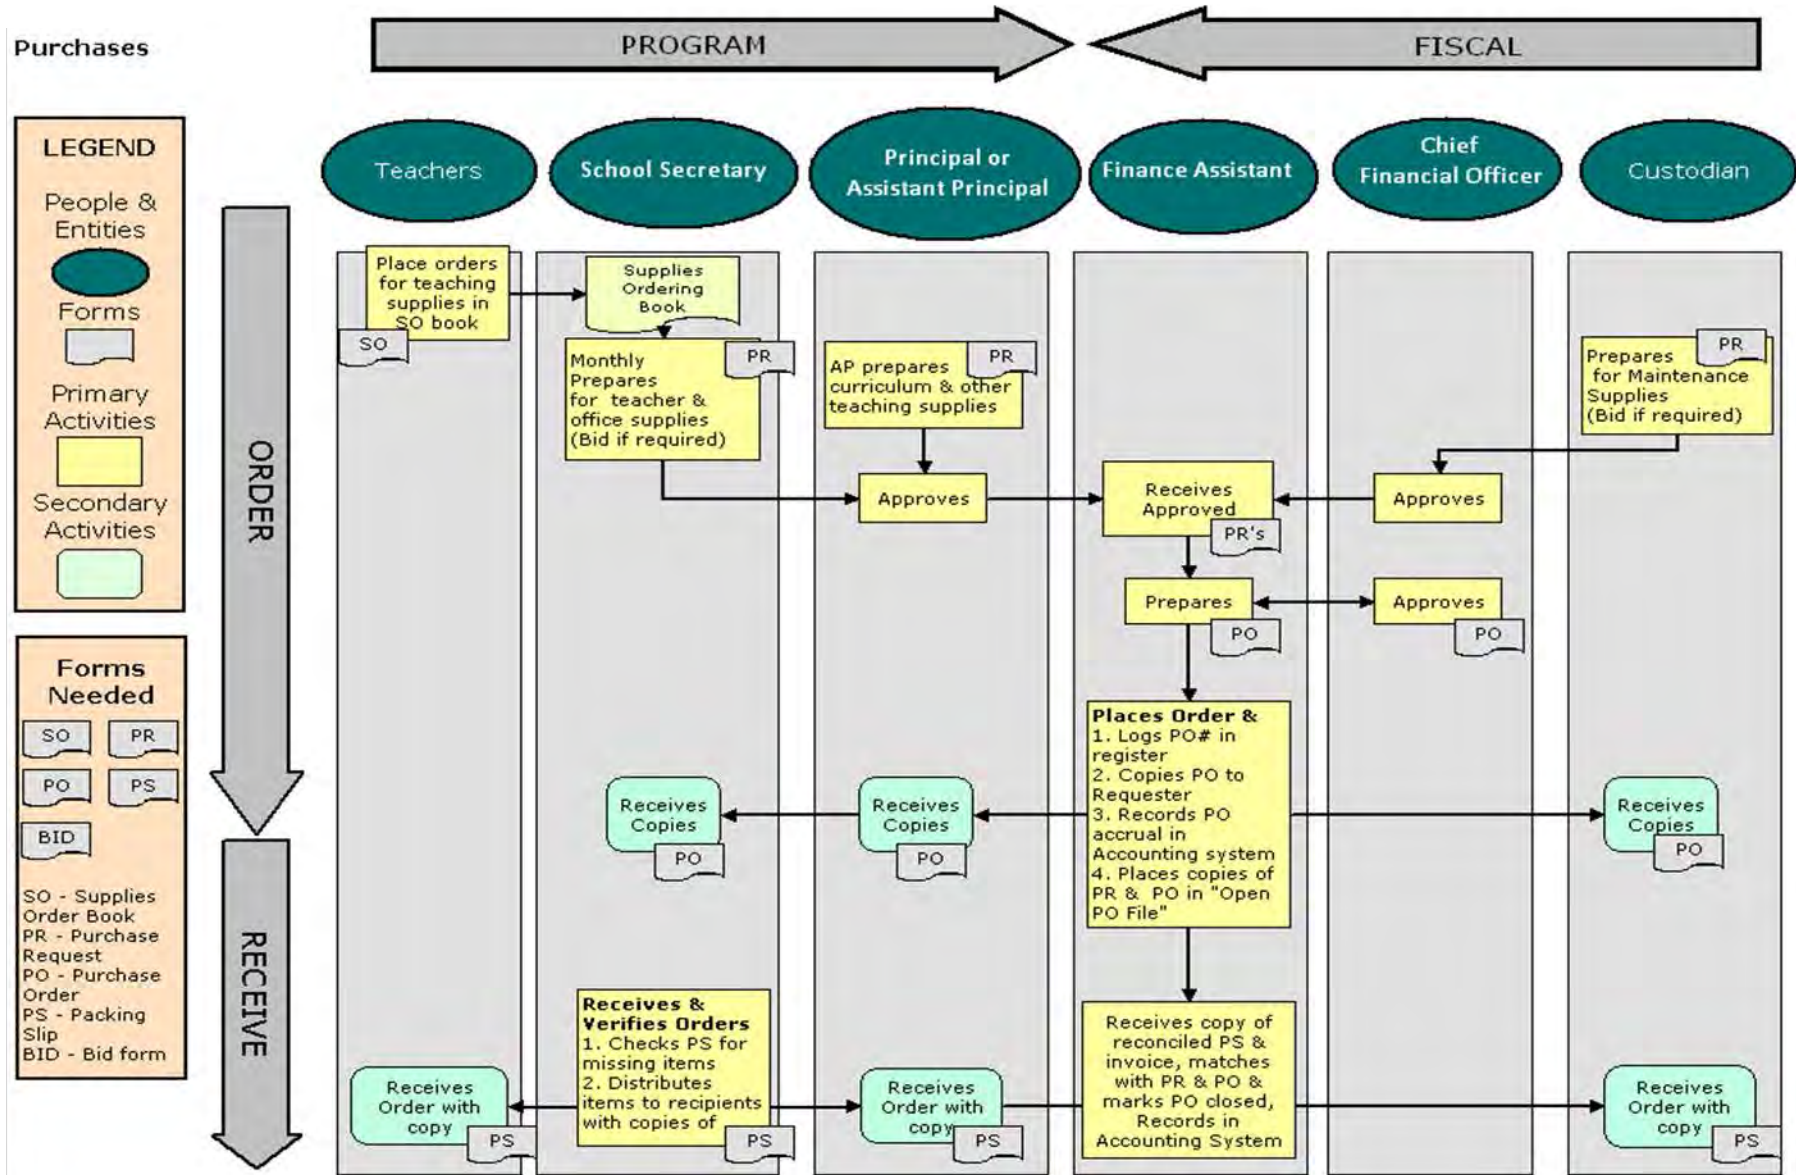 Purchases
PROGRAM
FISCAL
LEGEND
People &
Entities
Forms
Primary
Activities
Secondary
Activities
Forms
Needed
SO
PR
PO
PS
BID
SO - Supplies
Order Book
PR - Purchase
Request
PO - Purchase
Order
PS - Packing
Slip
BID - Bid form
ORDER
RECEIVE
Teachers
School Secretary
Principal or
Assistant Principal
Finance Assistant
Chief
Financial Officer
Custodian
Place orders
for teaching
supplies in
SO book
SO
Supplies
Ordering
Book
PR
Monthly
Prepares
for teacher &
office supplies
(Bid if required)
PR
AP prepares
curriculum & other
teaching supplies
PR
Prepares
for Maintenance
Supplies
(Bid if required)
Approves
Receives
Approved
PR's
Approves
Prepares
PO
Approves
PO
Places Order &
1. Logs PO# in
register
2. Copies PO to
Requester
3. Records PO
accrual in
Accounting system
4. Places copies of
PR & PO in "Open
PO File"
Receives
Copies
PO
Receives
Copies
PO
Receives
Copies
PO
Receives &
Verifies Orders
1. Checks PS for
missing items
2. Distributes
items to recipients
with copies of
PS
Receives
Order with
copy
PS
Receives
Order with
copy
PS
Receives copy of
reconciled PS &
invoice, matches
with PR & PO &
marks PO closed,
Records in
Accounting System
Receives
Order with
copy
PS